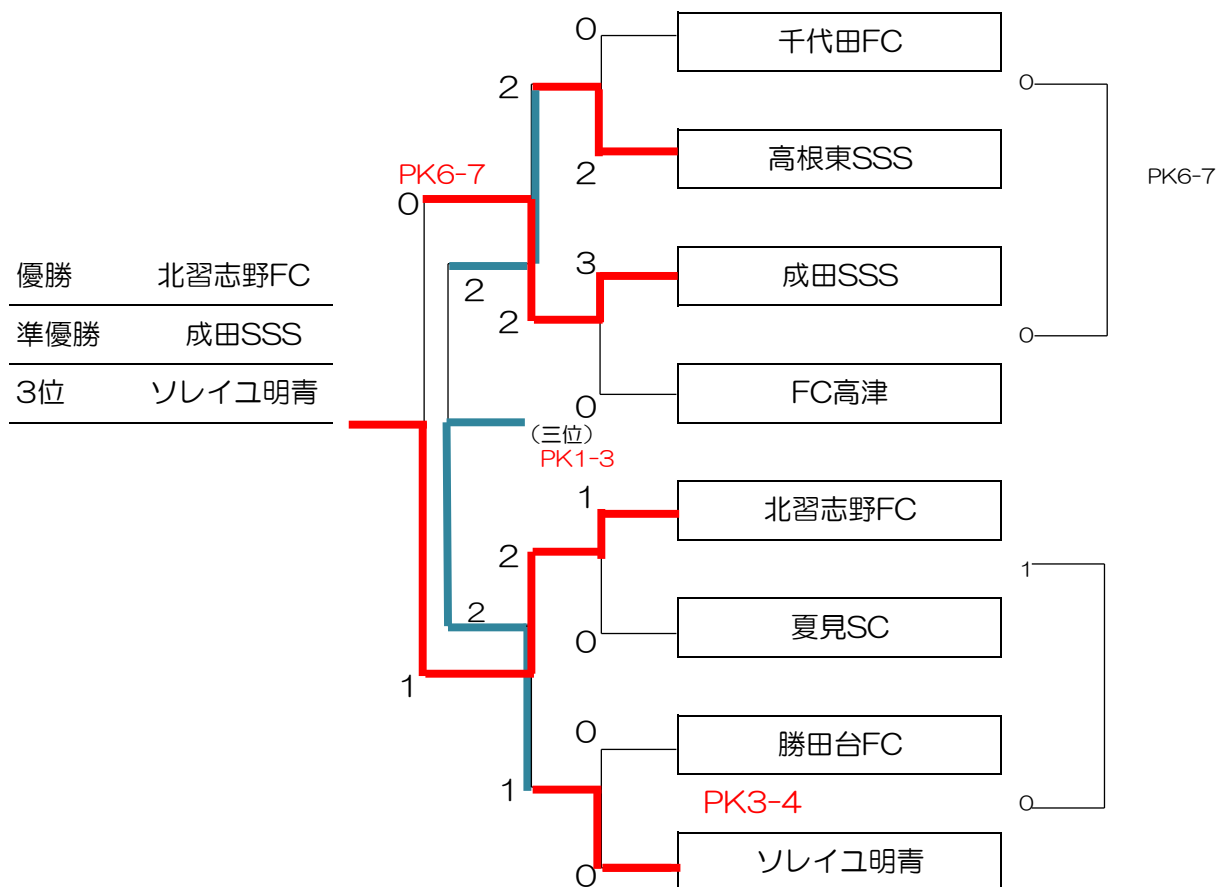 0
千代田FC
2
0
高根東SSS
PK6-7
2
PK6-7
0
3
成田SSS
優勝 北習志野FC
2
準優勝 成田SSS
2
0
3位 ソレイユ明青
FC高津
0
(三位)
PK1-3
1
北習志野FC
2
1
2
夏見SC
0
1
0
勝田台FC
1
PK3-4
0
ソレイユ明青
0